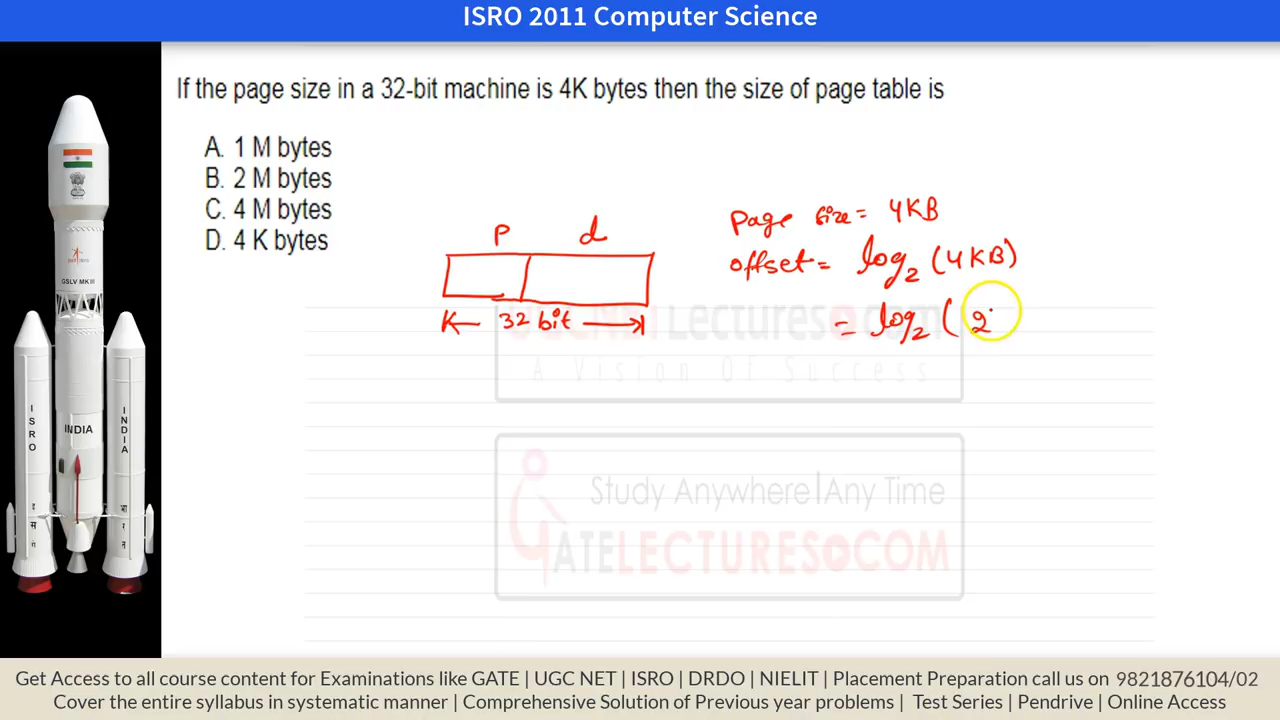 ISRO 2011 Computer Science
If the page size in a 32-bit machine is 4K bytes then the size of page table is
A. 1 M bytes
B. 2 M bytes
C. 4 M bytes
D. 4 K bytes
P d
32 bit
Page size = 4KB
offset = log2 (4KB)
= log2 ( 2
Lectures com
A Vision Of Success
Study Anywhere|Any Time
GATELECTURES.COM
GSLV MKIII
ISRO
INDIA
INDIA
Get Access to all course content for Examinations like GATE | UGC NET | ISRO | DRDO | NIELIT | Placement Preparation call us on 9821876104/02
Cover the entire syllabus in systematic manner | Comprehensive Solution of Previous year problems | Test Series | Pendrive | Online Access